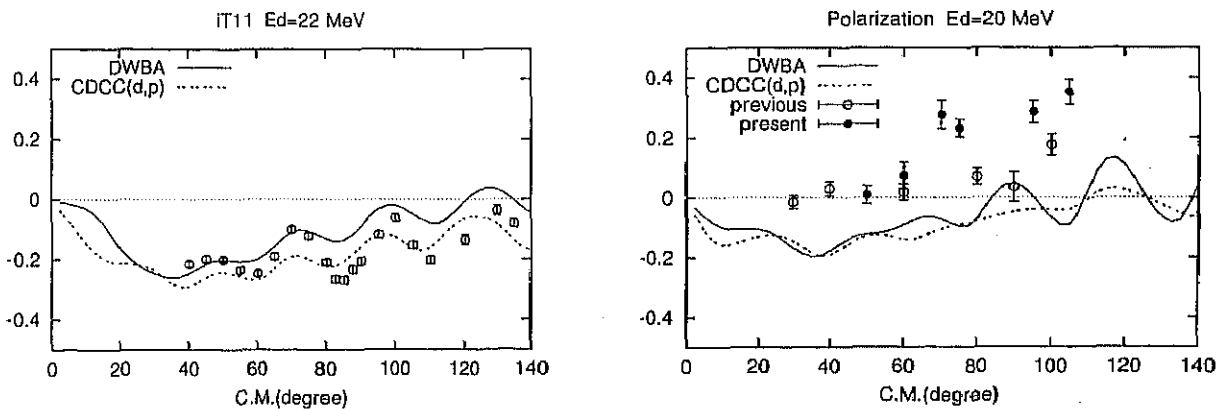 iT11 Ed=22 MeV
DWBA
CDCC(d,p)
0.4
0.2
0
-0.2
-0.4
0 20 40 60 80 100 120 140
C.M.(degree)
Polarization Ed=20 MeV
DWBA
CDCC(d,p)
previous
present
0.4
0.2
0
-0.2
-0.4
0 20 40 60 80 100 120 140
C.M.(degree)